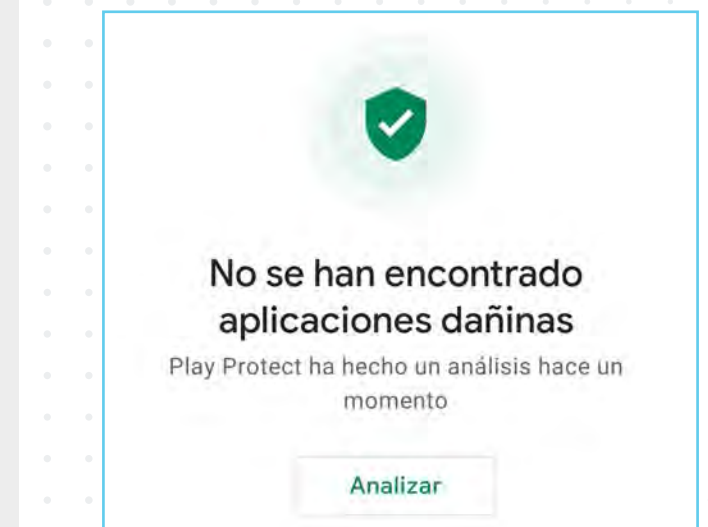 No se han encontrado
aplicaciones dañinas
Play Protect ha hecho un análisis hace un
momento
Analizar